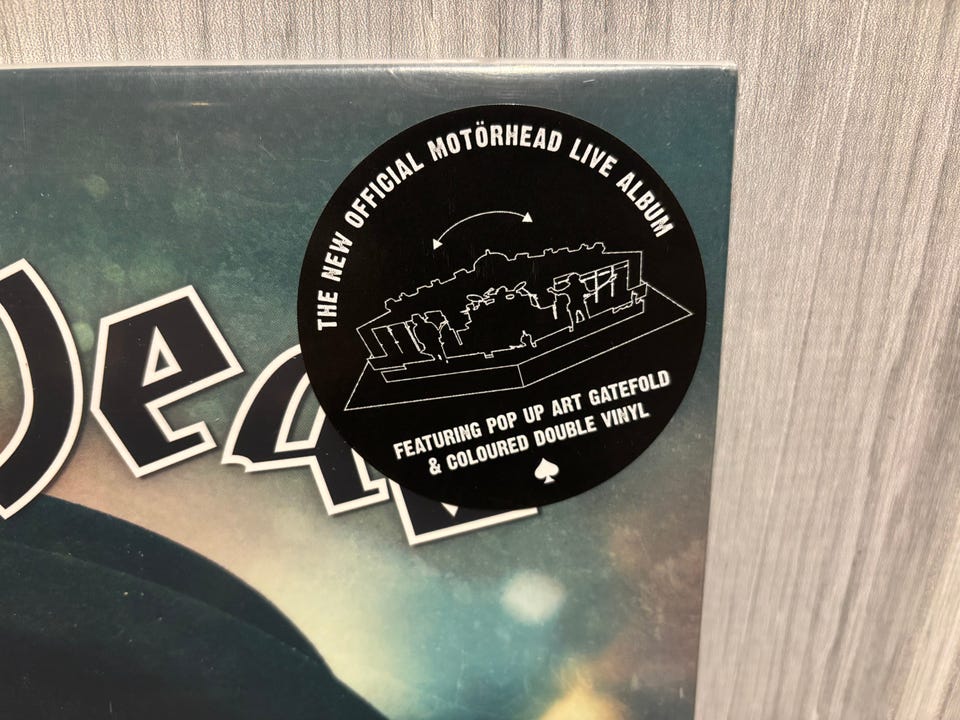 THE NEW OFFICIAL MOTÖRHEAD LIVE ALBUM
FEATURING POP UP ART GATEFOLD
& COLOURED DOUBLE VINYL